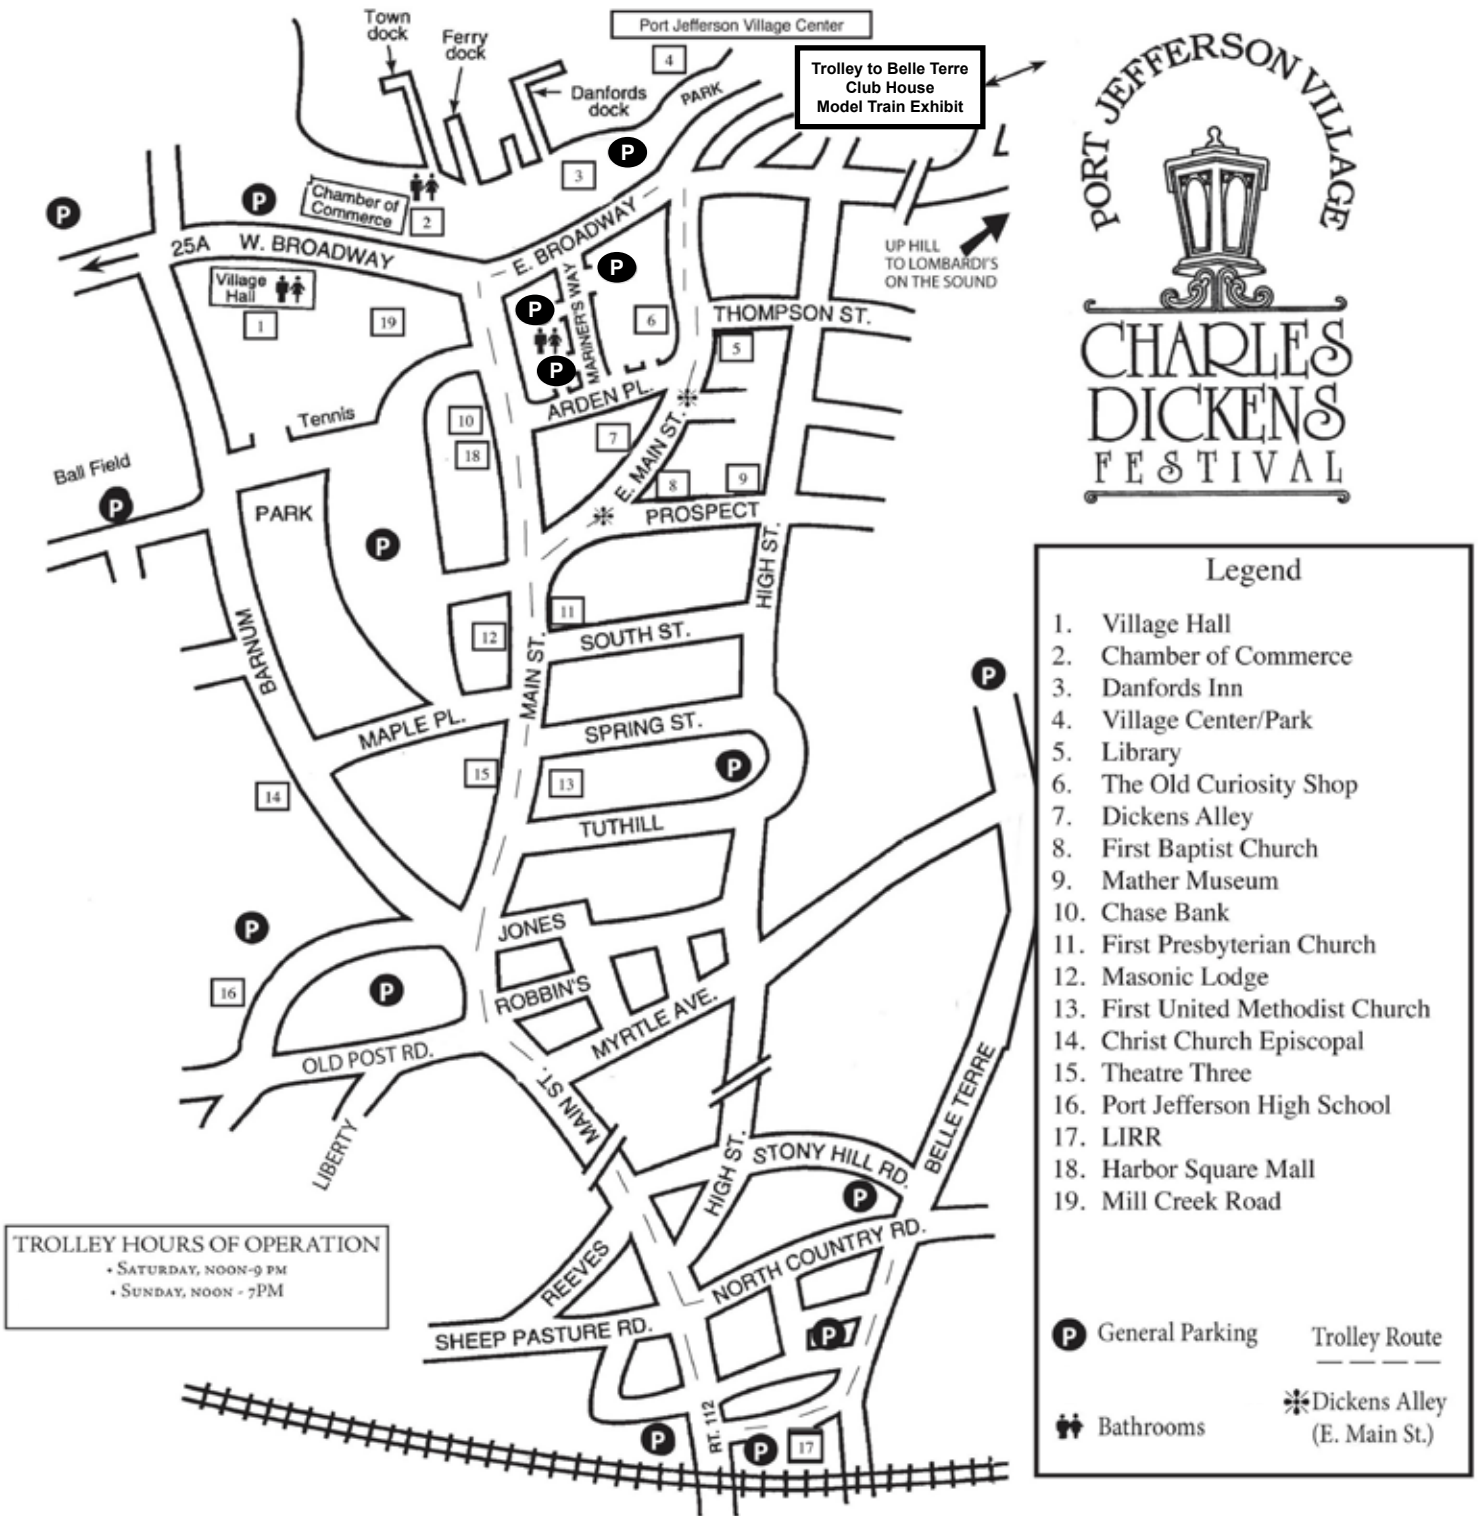 Town
dock
Ferry
dock
Danfords
dock
Port Jefferson Village Center
4
PARK
Trolley to Belle Terre
Club House
Model Train Exhibit
PORT JEFFERSON VILLAGE
CHARLES
DICKENS
FESTIVAL
P
P
P
3
Chamber of
Commerce
2
25A
W. BROADWAY
E. BROADWAY
UP HILL
TO LOMBARDI'S
ON THE SOUND
Village
Hall
1
19
P
P
P
MARINER'S WAY
6
THOMPSON ST.
5
ARDEN PL.
Tennis
10
18
7
E. MAIN ST.
8
9
PROSPECT
Ball Field
P
PARK
P
HIGH ST.
BARNUM
11
12
SOUTH ST.
MAIN ST.
MAPLE PL.
SPRING ST.
P
15
13
14
TUTHILL
P
P
JONES
16
P
ROBBIN'S
MYRTLE AVE.
OLD POST RD.
MAIN ST.
LIBERTY
HIGH ST.
STONY HILL RD.
BELLE TERRE
P
NORTH COUNTRY RD.
REEVES
SHEEP PASTURE RD.
P
RT. 112
P
P
17
TROLLEY HOURS OF OPERATION
• SATURDAY, NOON-9 PM
• SUNDAY, NOON - 7PM
Legend
1. Village Hall
2. Chamber of Commerce
3. Danfords Inn
4. Village Center/Park
5. Library
6. The Old Curiosity Shop
7. Dickens Alley
8. First Baptist Church
9. Mather Museum
10. Chase Bank
11. First Presbyterian Church
12. Masonic Lodge
13. First United Methodist Church
14. Christ Church Episcopal
15. Theatre Three
16. Port Jefferson High School
17. LIRR
18. Harbor Square Mall
19. Mill Creek Road
P General Parking
Trolley Route
Bathrooms
Dickens Alley
(E. Main St.)